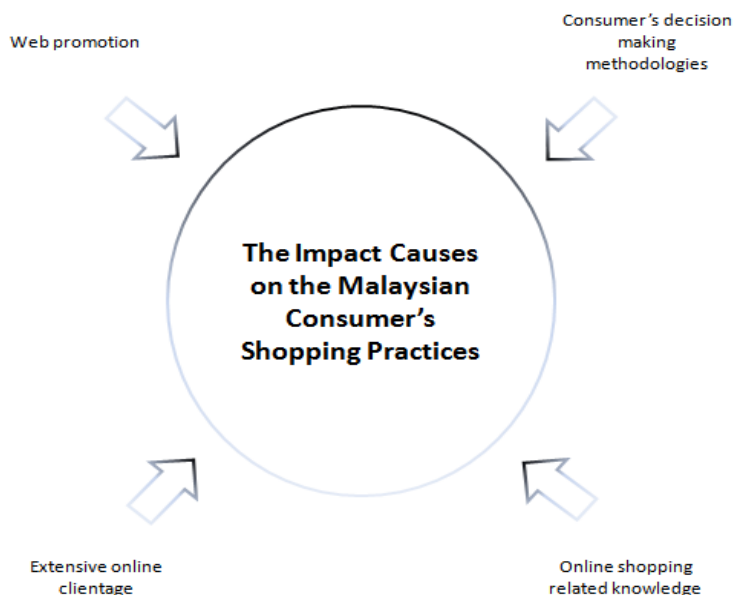 Web promotion
Consumer's decision
making
methodologies
The Impact Causes
on the Malaysian
Consumer's
Shopping Practices
Extensive online
clientage
Online shopping
related knowledge